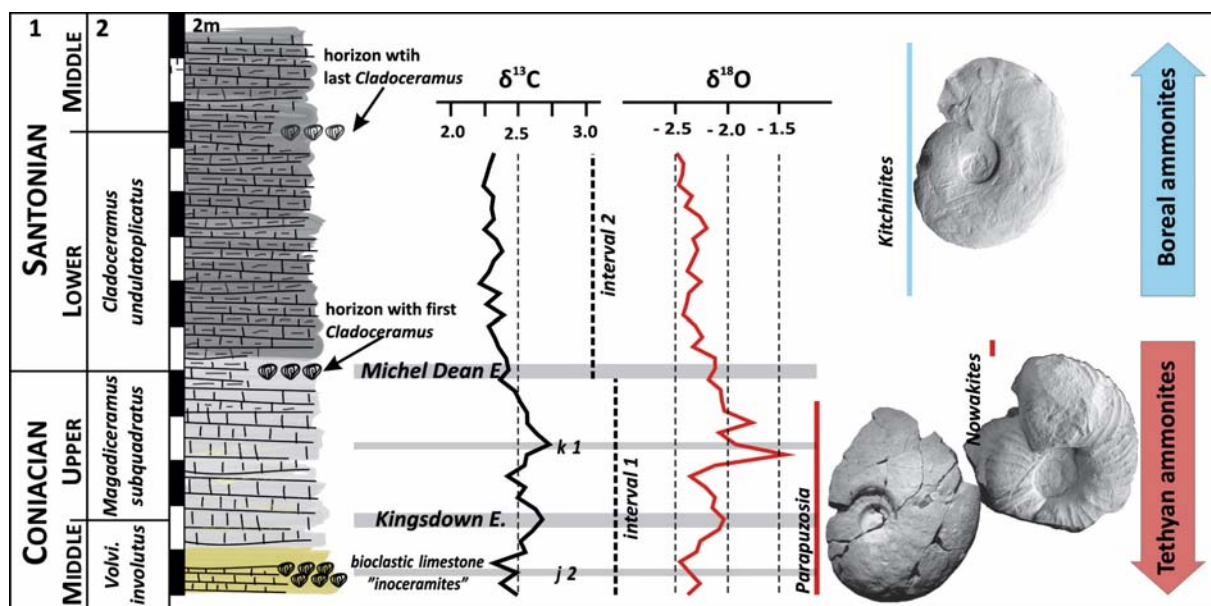 1 2 2m
SANTONIAN
MIDDLE
LOWER
Cladoceramus
undulatoplicatus
CONIACIAN
UPPER
Magadiceramus
subquadratus
MIDDLE
Volvi.
involutus
horizon wtih
last Cladoceramus
horizon with first
Cladoceramus
bioclastic limestone
"inoceramites"
δ13C
2.0 2.5 3.0
δ18O
- 2.5 - 2.0 - 1.5
interval 2
Michel Dean E.
k 1
interval 1
Kingsdown E.
j 2
Kitchinites
Nowakites
Parapuzosia
Boreal ammonites
Tethyan ammonites